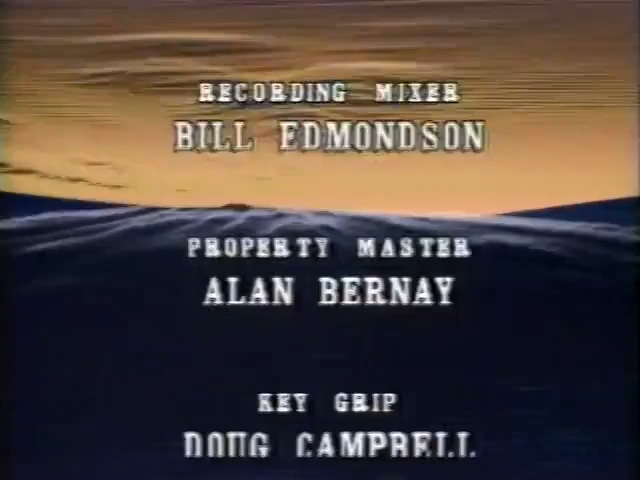 RECORDING MIXER
BILL EDMONDSON
PROPERTY MASTER
ALAN BERNAY
KEY GRIP
DOUG CAMPBELL